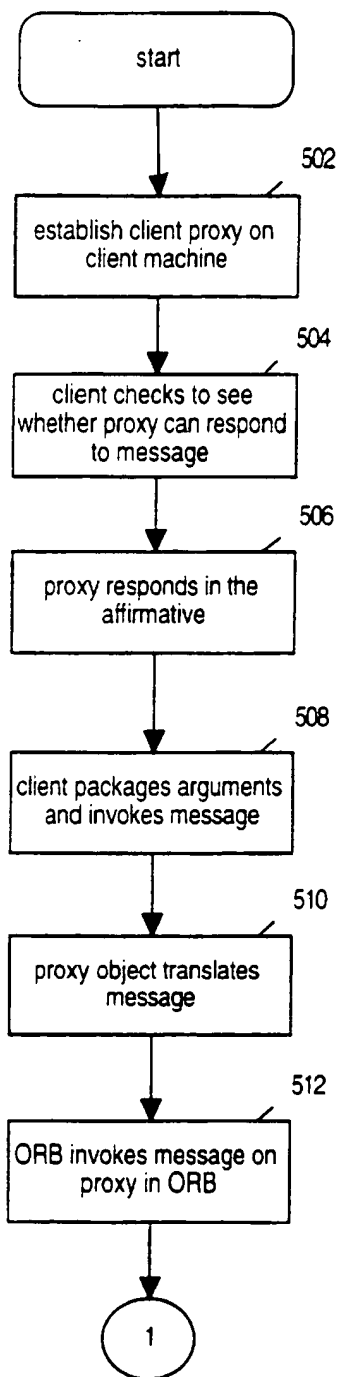 start
502
establish client proxy on
client machine
504
client checks to see
whether proxy can respond
to message
506
proxy responds in the
affirmative
508
client packages arguments
and invokes message
510
proxy object translates
message
512
ORB invokes message on
proxy in ORB
1